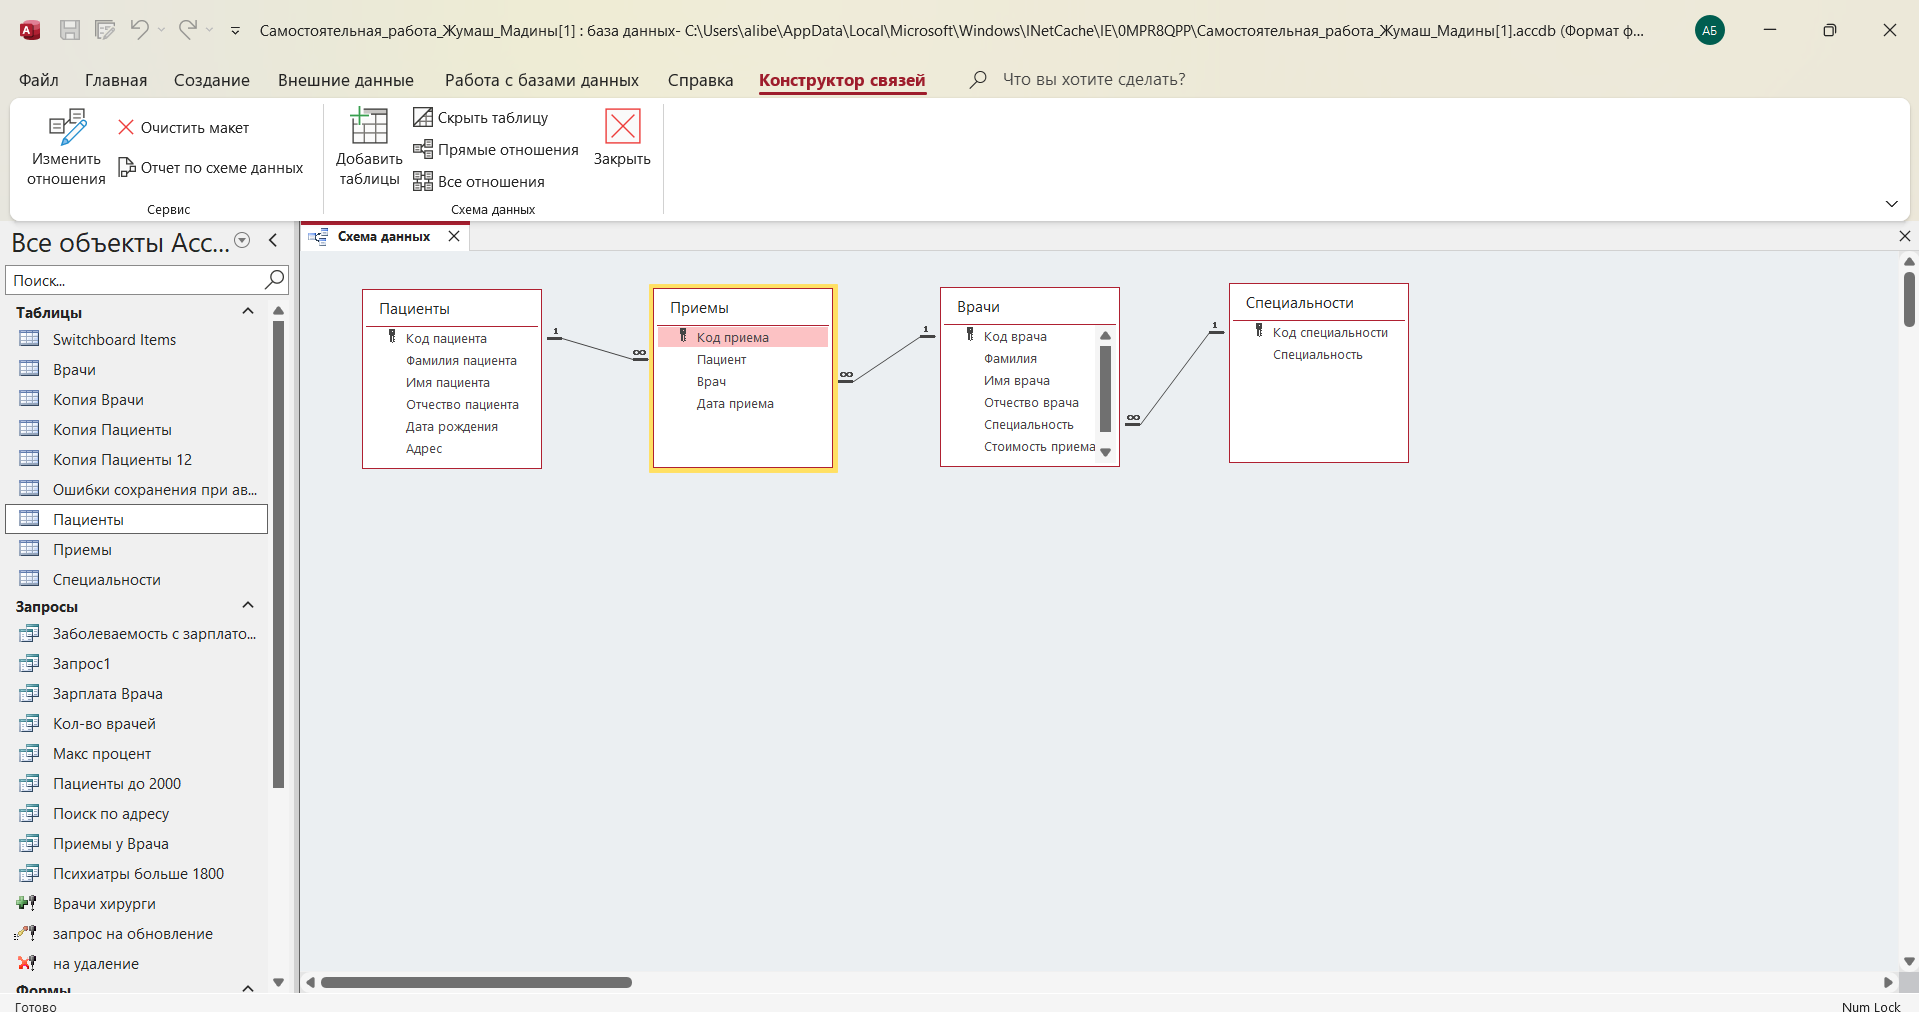 Самостоятельная_работа_Жумаш_Мадины[1] : база данных- C:\Users\alibe\AppData\Local\Microsoft\Windows\INetCache\IE\0MPR8QPP\Самостоятельная_работа_Жумаш_Мадины[1].accdb (Формат ф...
АБ
Файл Главная Создание Внешние данные Работа с базами данных Справка Конструктор связей Что вы хотите сделать?
Изменить отношения
Очистить макет
Отчет по схеме данных
Сервис
Добавить таблицы
Скрыть таблицу
Прямые отношения
Все отношения
Закрыть
Схема данных
Все объекты Acc...
Поиск...
Таблицы
Switchboard Items
Врачи
Копия Врачи
Копия Пациенты
Копия Пациенты 12
Ошибки сохранения при ав...
Пациенты
Приемы
Специальности
Запросы
Заболеваемость с зарплато...
Запрос1
Зарплата Врача
Кол-во врачей
Макс процент
Пациенты до 2000
Поиск по адресу
Приемы у Врача
Психиатры больше 1800
Врачи хирурги
запрос на обновление
на удаление
Формы
Схема данных
Пациенты
Код пациента
Фамилия пациента
Имя пациента
Отчество пациента
Дата рождения
Адрес
1
∞
Приемы
Код приема
Пациент
Врач
Дата приема
∞
1
Врачи
Код врача
Фамилия
Имя врача
Отчество врача
Специальность
Стоимость приема
∞
1
Специальности
Код специальности
Специальность
Готово
Num Lock